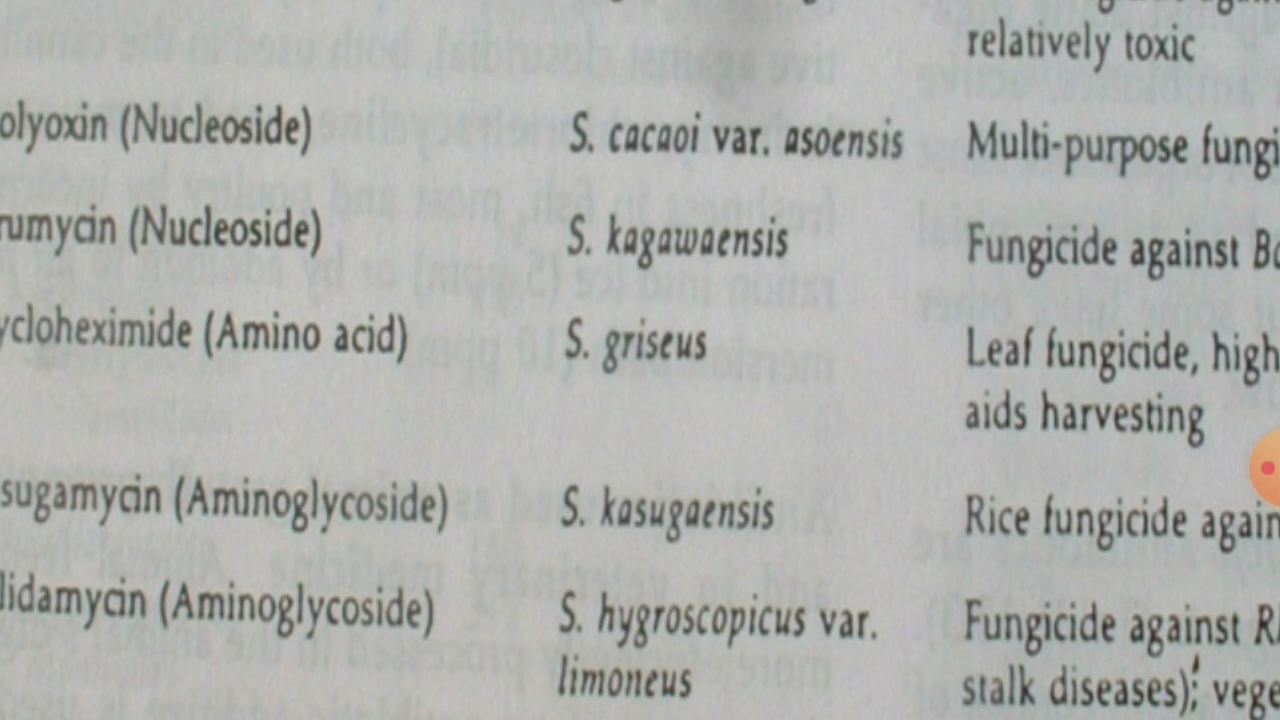 relatively toxic
olyoxin (Nucleoside) S. cacaoi var. asoensis Multi-purpose fungi
rumycin (Nucleoside) S. kagawaensis Fungicide against
ycloheximide (Amino acid) S. griseus Leaf fungicide, high
aids harvesting
sugamycin (Aminoglycoside) S. kasugaensis Rice fungicide again
lidamycin (Aminoglycoside) S. hygroscopicus var. Fungicide against
limoneus stalk diseases); vege